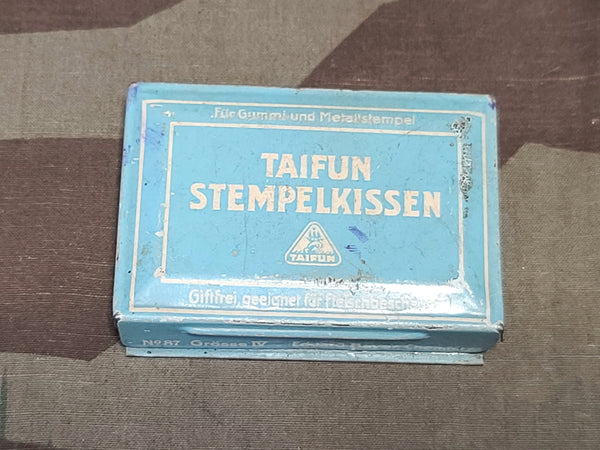 Für Gummi-und Metallstempel
TAIFUN
STEMPELKISSEN
TAIFUN
Giftfrei, geeignet für
No 87 Grösse IV